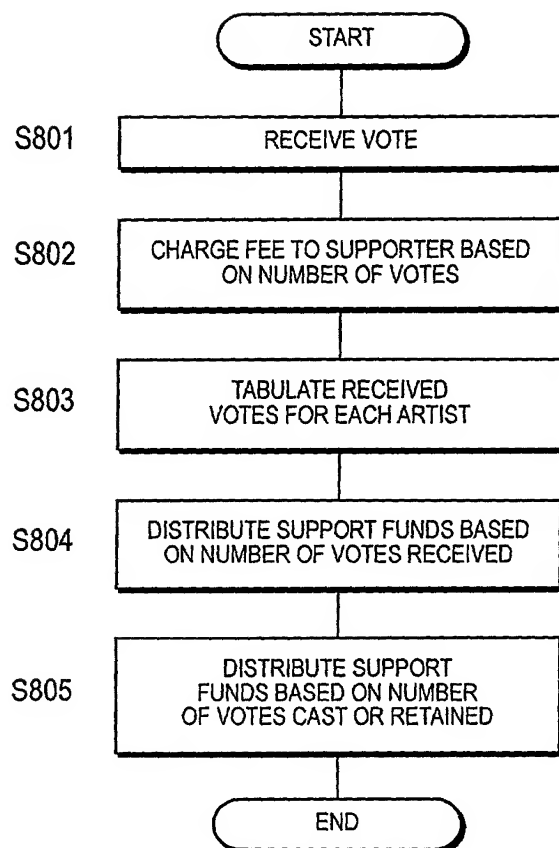 START
S801
RECEIVE VOTE
S802
CHARGE FEE TO SUPPORTER BASED
ON NUMBER OF VOTES
S803
TABULATE RECEIVED
VOTES FOR EACH ARTIST
S804
DISTRIBUTE SUPPORT FUNDS BASED
ON NUMBER OF VOTES RECEIVED
S805
DISTRIBUTE SUPPORT
FUNDS BASED ON NUMBER
OF VOTES CAST OR RETAINED
END